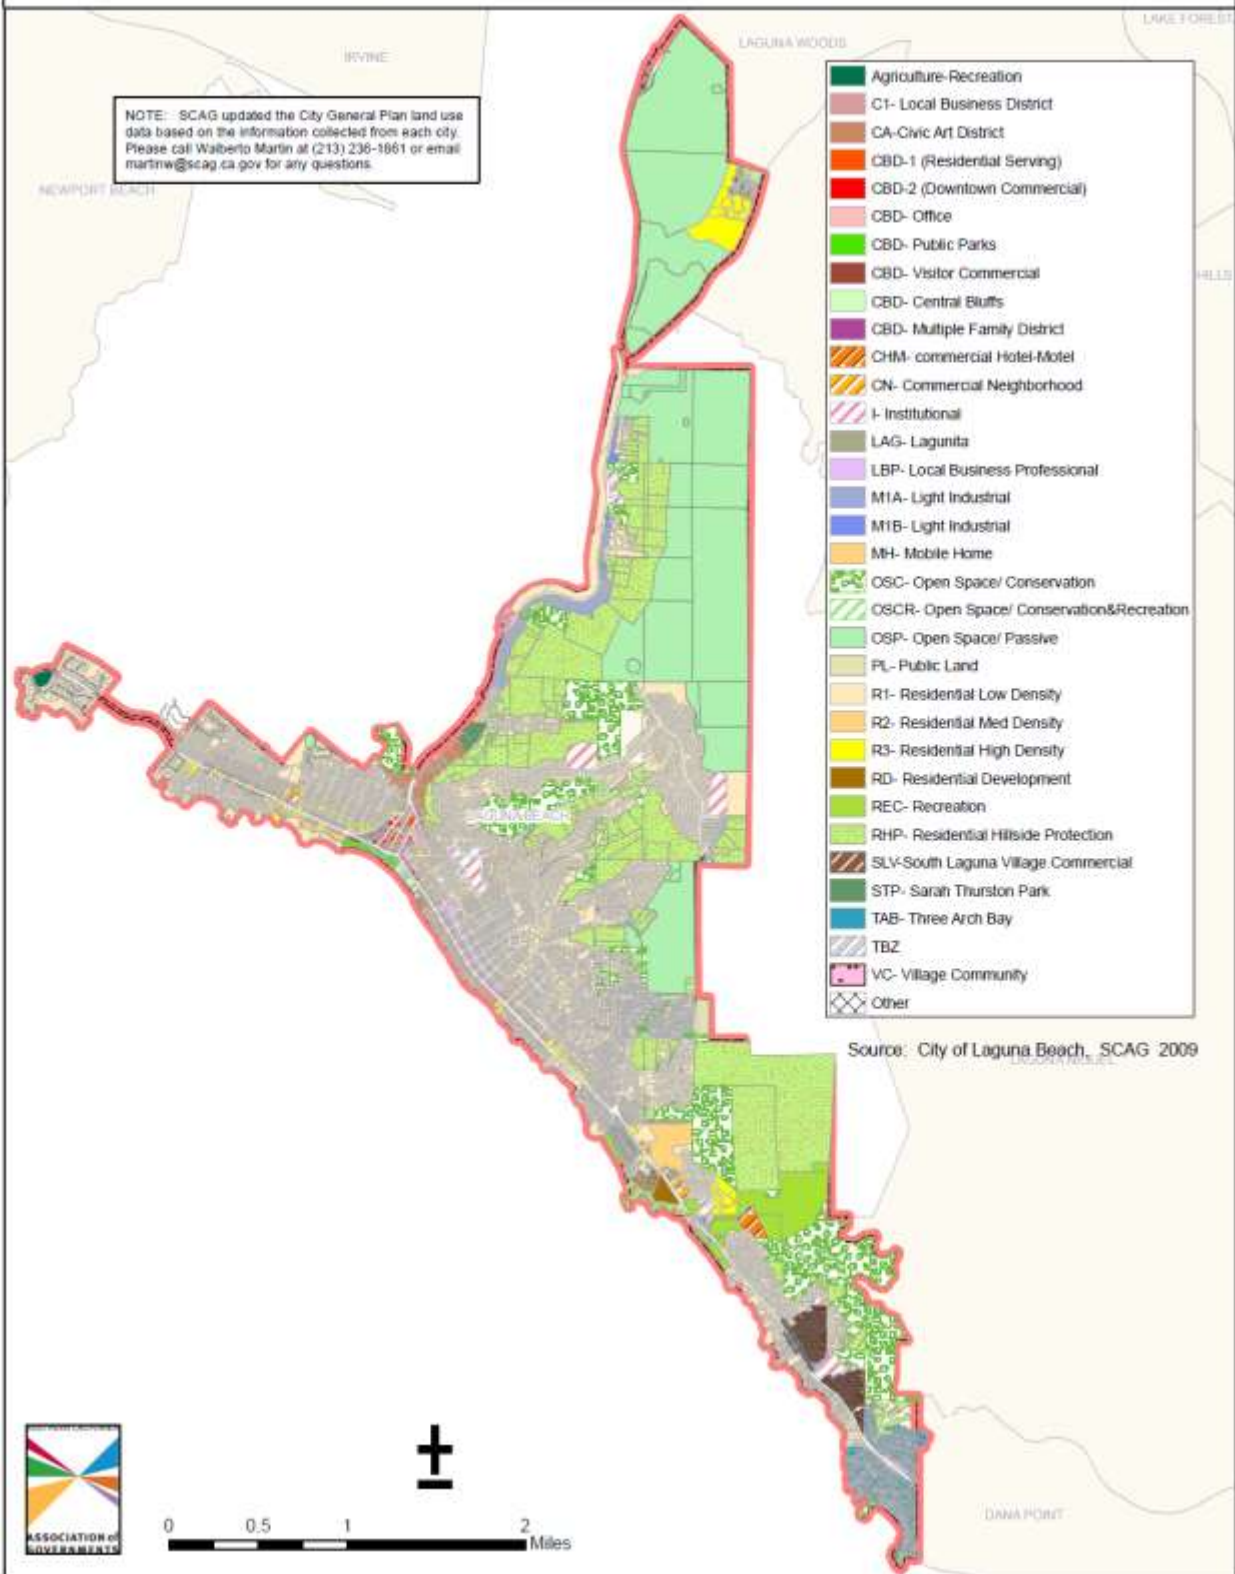 LAKE FOREST
LAGUNA WOODS
IRVINE
NOTE: SCAG updated the City General Plan land use
data based on the information collected from each city.
Please call Walberto Martin at (213) 236-1861 or email
martinw@scag.ca.gov for any questions.
NEWPORT BEACH
HILLS
Agriculture-Recreation
C1- Local Business District
CA-Civic Art District
CBD-1 (Residential Serving)
CBD-2 (Downtown Commercial)
CBD- Office
CBD- Public Parks
CBD- Visitor Commercial
CBD- Central Bluffs
CBD- Multiple Family District
CHM- commercial Hotel-Motel
CN- Commercial Neighborhood
I- Institutional
LAG- Lagunita
LBP- Local Business Professional
M1A- Light Industrial
M1B- Light Industrial
MH- Mobile Home
OSC- Open Space/ Conservation
OSCR- Open Space/ Conservation&Recreation
OSP- Open Space/ Passive
PL- Public Land
R1- Residential Low Density
R2- Residential Med Density
R3- Residential High Density
RD- Residential Development
REC- Recreation
RHP- Residential Hillside Protection
SLV-South Laguna Village Commercial
STP- Sarah Thurston Park
TAB- Three Arch Bay
TBZ
VC- Village Community
Other
LAGUNA BEACH
Source: City of Laguna Beach, SCAG 2009
LAGUNA NIGUEL
DANA POINT
ASSOCIATION of
GOVERNMENTS
0 0.5 1 2
Miles